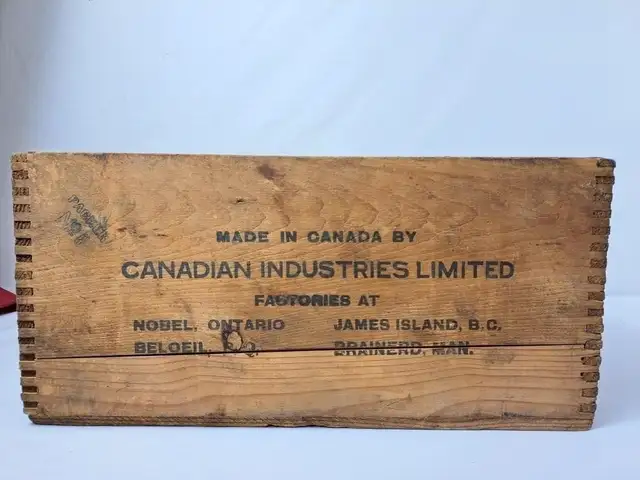 MADE IN CANADA BY
CANADIAN INDUSTRIES LIMITED
FACTORIES AT
NOBEL, ONTARIO JAMES ISLAND, B.C.
BELOEIL, BRAINERD, MAN.